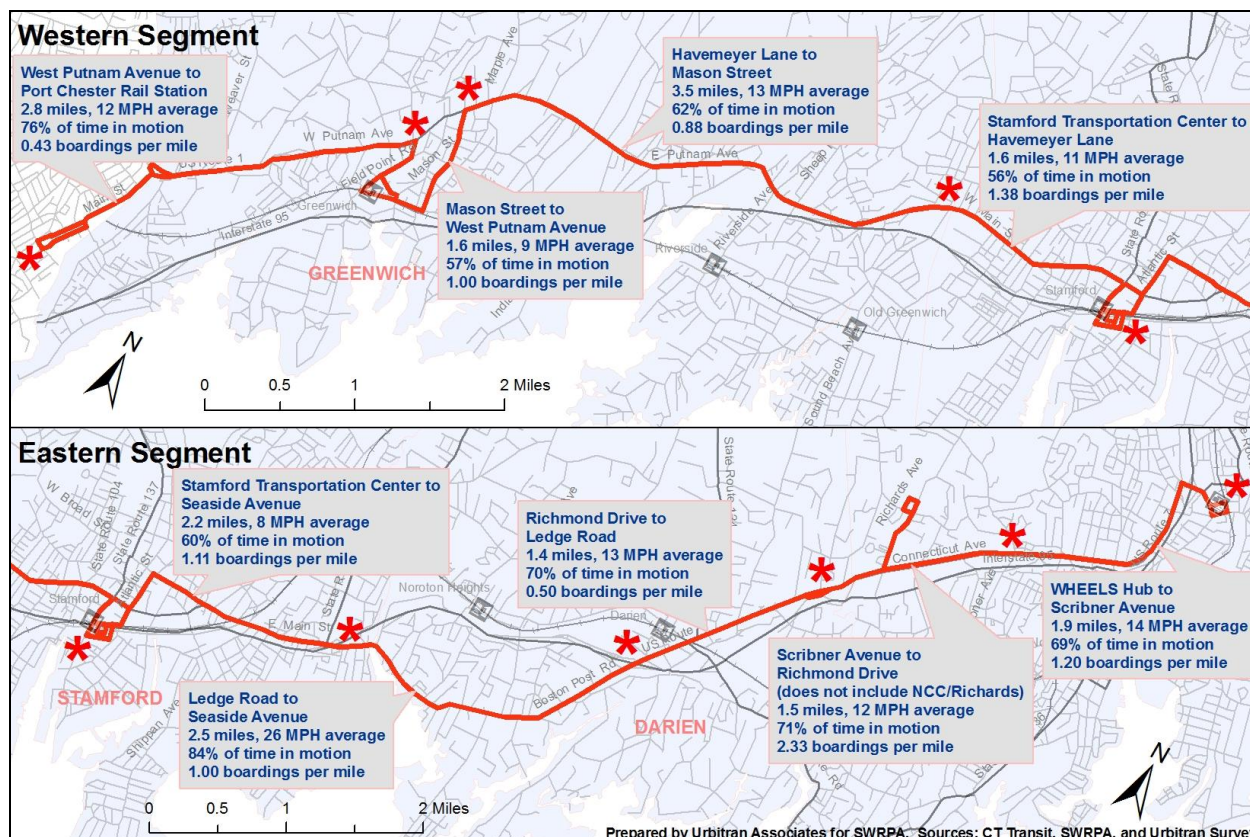 Western Segment
West Putnam Avenue to
Port Chester Rail Station
2.8 miles, 12 MPH average
76% of time in motion
0.43 boardings per mile
Havemeyer Lane to
Mason Street
3.5 miles, 13 MPH average
62% of time in motion
0.88 boardings per mile
Stamford Transportation Center to
Havemeyer Lane
1.6 miles, 11 MPH average
56% of time in motion
1.38 boardings per mile
Mason Street to
West Putnam Avenue
1.6 miles, 9 MPH average
57% of time in motion
1.00 boardings per mile
Weaver St
Maple Ave
W Putnam Ave
Mason St
Main St
Greenwich
Interstate 95
GREENWICH
E Putnam Ave
Riverside Ave
Riverside
Old Greenwich
Sound Beach Ave
W Main S
Atlantic St
Stamford
N
0 0.5 1 2 Miles
Eastern Segment
Stamford Transportation Center to
Seaside Avenue
2.2 miles, 8 MPH average
60% of time in motion
1.11 boardings per mile
Richmond Drive to
Ledge Road
1.4 miles, 13 MPH average
70% of time in motion
0.50 boardings per mile
WHEELS Hub to
Scribner Avenue
1.9 miles, 14 MPH average
69% of time in motion
1.20 boardings per mile
Scribner Avenue to
Richmond Drive
(does not include NCC/Richards)
1.5 miles, 12 MPH average
71% of time in motion
2.33 boardings per mile
Ledge Road to
Seaside Avenue
2.5 miles, 26 MPH average
84% of time in motion
1.00 boardings per mile
W Broad St
State Route 104
State Route 137
Atlantic St
Stamford
STAMFORD
Shippan Ave
E Main St
Noroton Heights
Darien
Boston Post Rd
DARIEN
Richards Ave
Connecticut Ave
Interstate 95
US Route 7
N
0 0.5 1 2 Miles
Prepared by Urbitran Associates for SWRPA. Sources: CT Transit, SWRPA, and Urbitran Survey